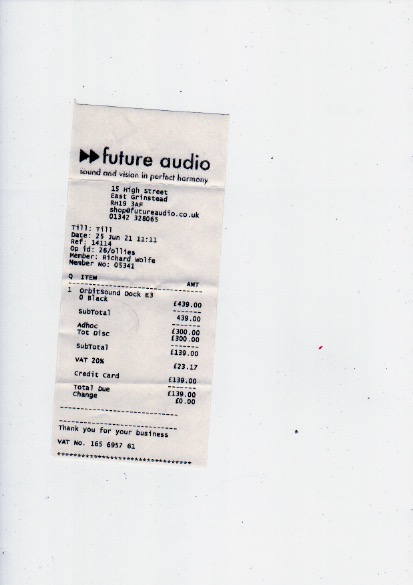 future audio
sound and vision in perfect harmony
15 High Street
East Grinstead
RH19 3AF
shop@futureaudio.co.uk
01342 328065
Till: Till
Date: 25 Jun 21 11:11
Ref: 14114
Op id: 26/ollies
Member: Richard Wolfe
Member No: 05341
Q ITEM AMT
1 Orbitsound Dock E3
0 Black £439.00
SubTotal 439.00
Adhoc £300.00
Tot Disc £300.00
SubTotal £139.00
VAT 20% £23.17
Credit Card £139.00
Total Due £139.00
Change £0.00
Thank you for your business
VAT No. 165 6957 61